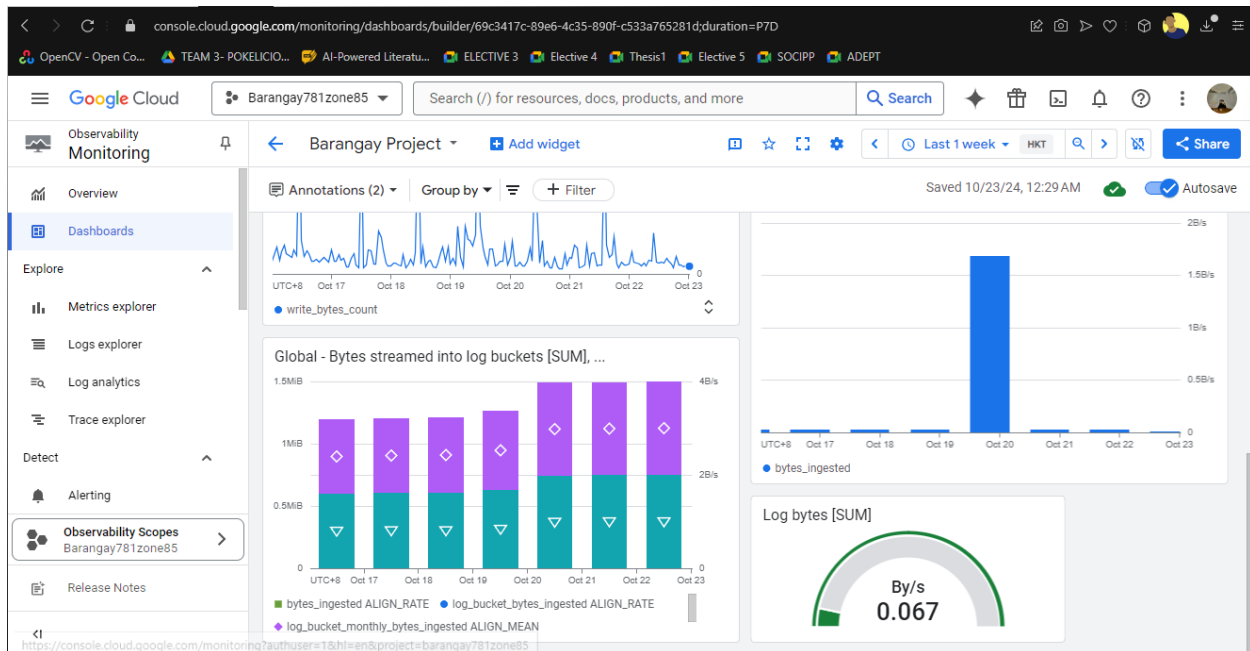 console.cloud.google.com/monitoring/dashboards/builder/69c3417c-89e6-4c35-890f-c533a765281d;duration=P7D
OpenCV - Open Co...
TEAM 3- POKELICIO...
AI-Powered Literatu...
ELECTIVE 3
Elective 4
Thesis1
Elective 5
SOCIPP
ADEPT
Google Cloud
Barangay781zone85
Search (/) for resources, docs, products, and more
Search
Observability
Monitoring
Barangay Project
Add widget
Last 1 week
HKT
Share
Overview
Dashboards
Explore
Metrics explorer
Logs explorer
Log analytics
Trace explorer
Detect
Alerting
Observability Scopes
Barangay781zone85
Release Notes
https://console.cloud.google.com/monitoring?authuser=1&hl=en&project=barangay781zone85
Annotations (2)
Group by
Filter
Saved 10/23/24, 12:29 AM
Autosave
0
UTC+8 Oct 17 Oct 18 Oct 19 Oct 20 Oct 21 Oct 22 Oct 23
write_bytes_count
Global - Bytes streamed into log buckets [SUM], ...
1.5MiB 4B/s
1MiB
2B/s
0.5MiB
0 0
UTC+8 Oct 17 Oct 18 Oct 19 Oct 20 Oct 21 Oct 22 Oct 23
bytes_ingested ALIGN_RATE log_bucket_bytes_ingested ALIGN_RATE
log_bucket_monthly_bytes_ingested ALIGN_MEAN
2B/s
1.5B/s
1B/s
0.5B/s
0
UTC+8 Oct 17 Oct 18 Oct 19 Oct 20 Oct 21 Oct 22 Oct 23
bytes_ingested
Log bytes [SUM]
By/s
0.067